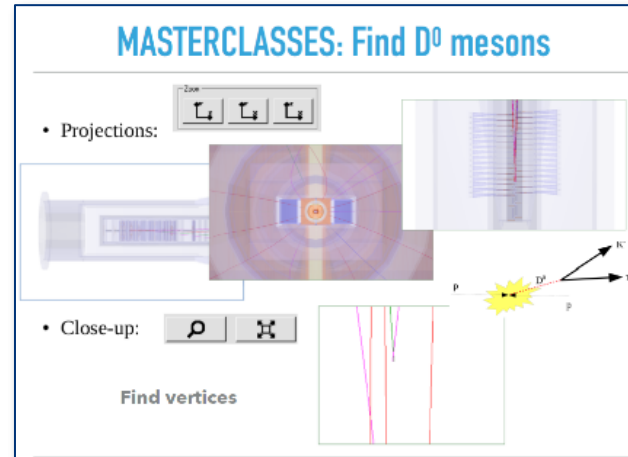 MASTERCLASSES: Find D⁰ mesons
Zoom
• Projections:
K⁻
D⁰
p
p
• Close-up:
Find vertices